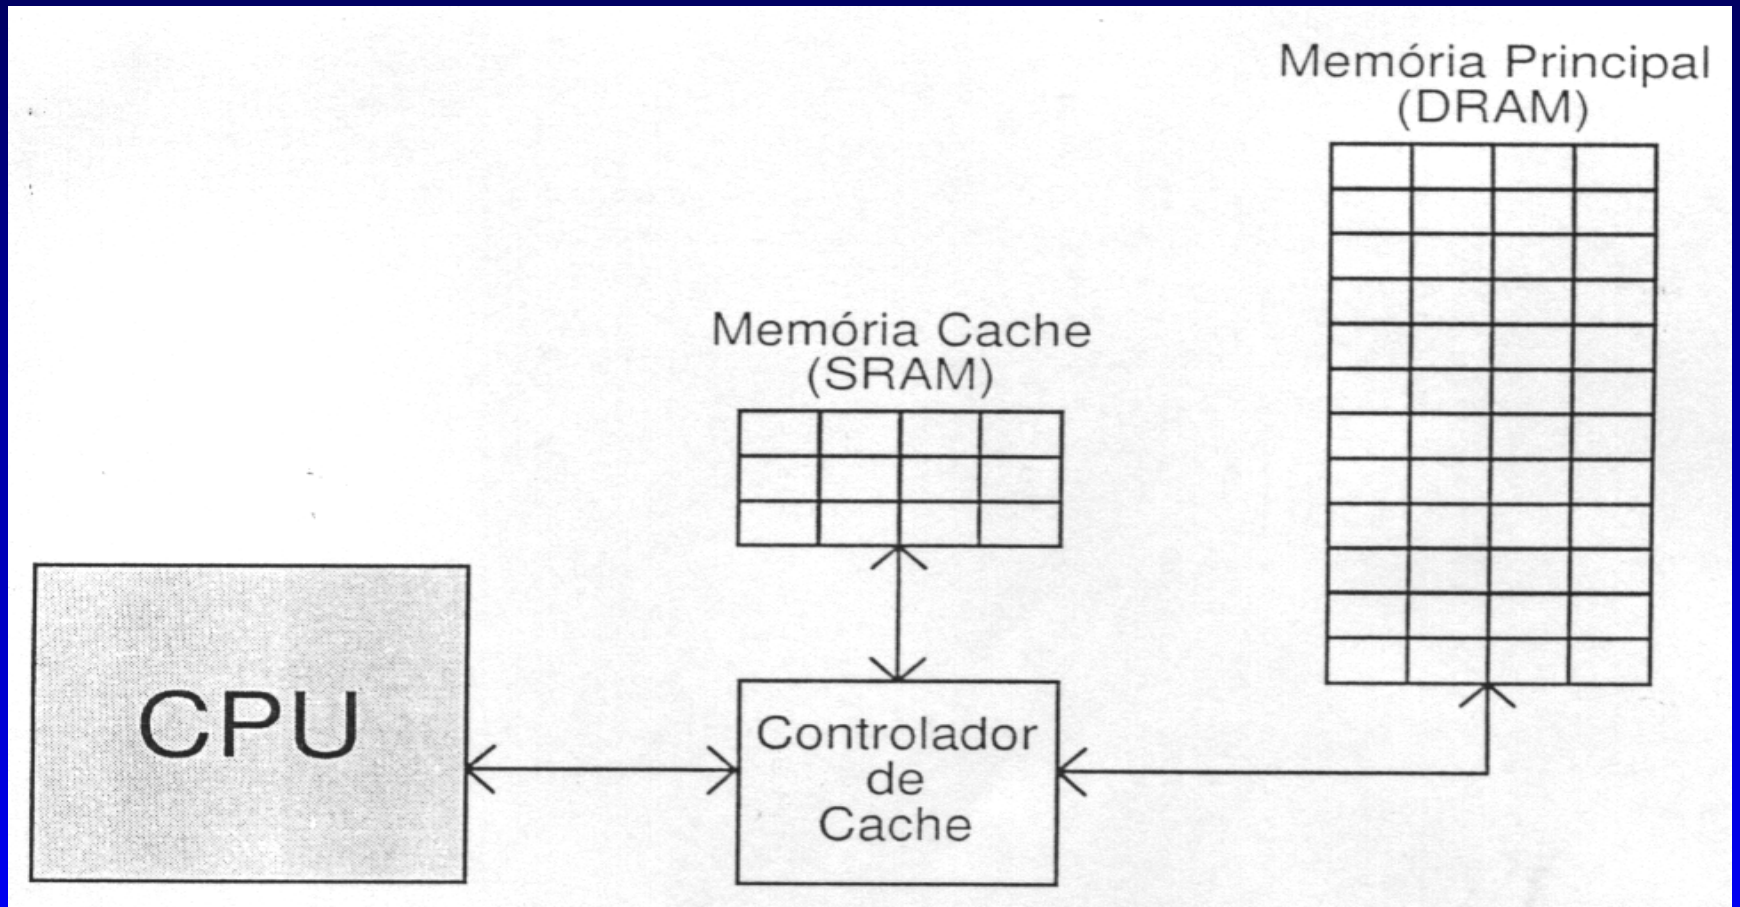 Memória Principal
(DRAM)
Memória Cache
(SRAM)
CPU
Controlador
de
Cache